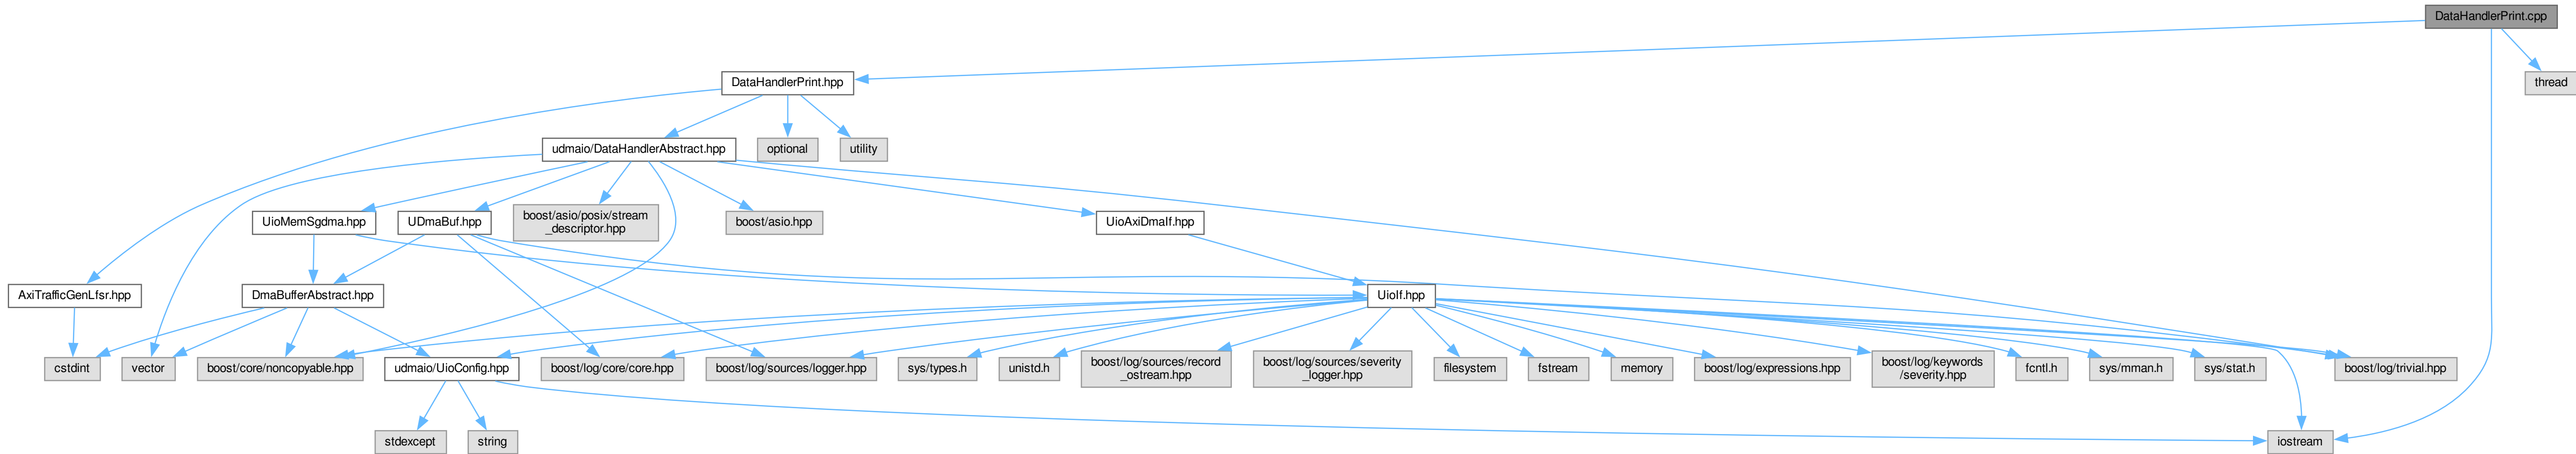 DataHandlerPrint.cpp
DataHandlerPrint.hpp
thread
udmaio/DataHandlerAbstract.hpp
optional
utility
UioMemSgdma.hpp
UDmaBuf.hpp
boost/asio/posix/stream
_descriptor.hpp
boost/asio.hpp
UioAxiDmaIf.hpp
AxiTrafficGenLfsr.hpp
DmaBufferAbstract.hpp
UioIf.hpp
cstdint
vector
boost/core/noncopyable.hpp
udmaio/UioConfig.hpp
boost/log/core/core.hpp
boost/log/sources/logger.hpp
sys/types.h
unistd.h
boost/log/sources/record
_ostream.hpp
boost/log/sources/severity
_logger.hpp
filesystem
fstream
memory
boost/log/expressions.hpp
boost/log/keywords
/severity.hpp
fcntl.h
sys/mman.h
sys/stat.h
boost/log/trivial.hpp
stdexcept
string
iostream